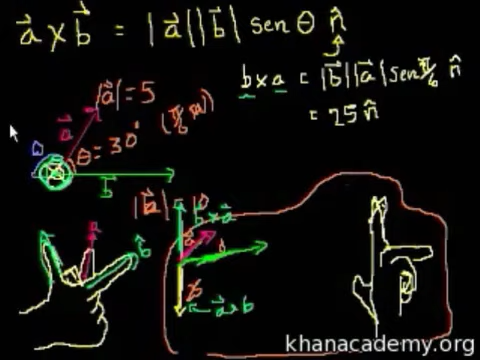 a⃗ x b⃗ = |a⃗||b⃗| sen θ n̂
b x a = |b⃗||a⃗| sen π/6 n̂
= 25 n̂
|a⃗| = 5
a⃗
θ = 30°
b⃗
b⃗ x a
a
b
a⃗ x b
khanacademy.org